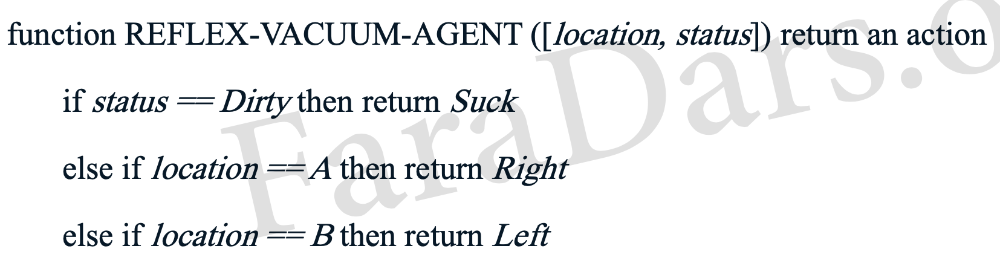 function REFLEX-VACUUM-AGENT ([location, status]) return an action
if status == Dirty then return Suck
else if location == A then return Right
else if location == B then return Left
FaraDars.o